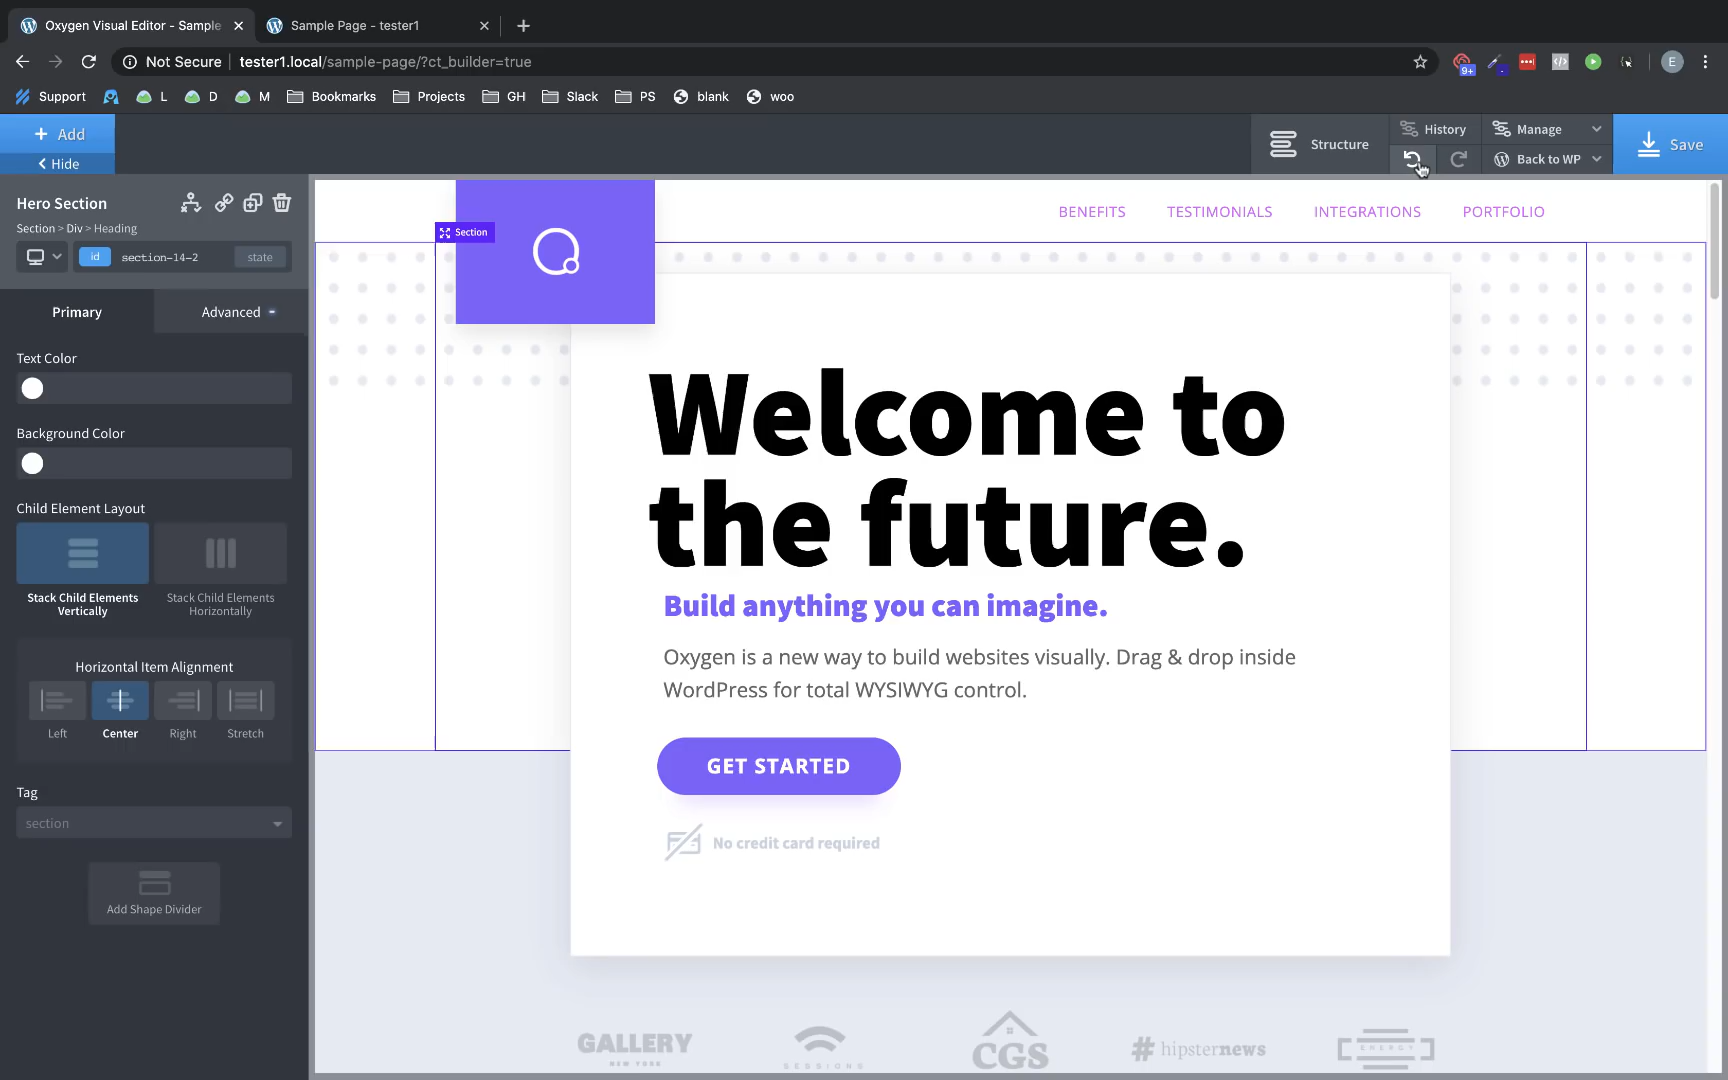 Oxygen Visual Editor - Sample
Sample Page - tester1
Not Secure
tester1.local/sample-page/?ct_builder=true
9+
E
Support
L
D
M
Bookmarks
Projects
GH
Slack
PS
blank
woo
+ Add
Hide
Structure
History
Manage
Back to WP
Save
Hero Section
Section > Div > Heading
id
section-14-2
state
Primary
Advanced
Text Color
Background Color
Child Element Layout
Stack Child Elements
Vertically
Stack Child Elements
Horizontally
Horizontal Item Alignment
Left
Center
Right
Stretch
Tag
section
Add Shape Divider
BENEFITS
TESTIMONIALS
INTEGRATIONS
PORTFOLIO
Section
Welcome to
the future.
Build anything you can imagine.
Oxygen is a new way to build websites visually. Drag & drop inside
WordPress for total WYSIWYG control.
GET STARTED
No credit card required
GALLERY
NEW YORK
SESSIONS
CGS
#hipsternews
ENERGY